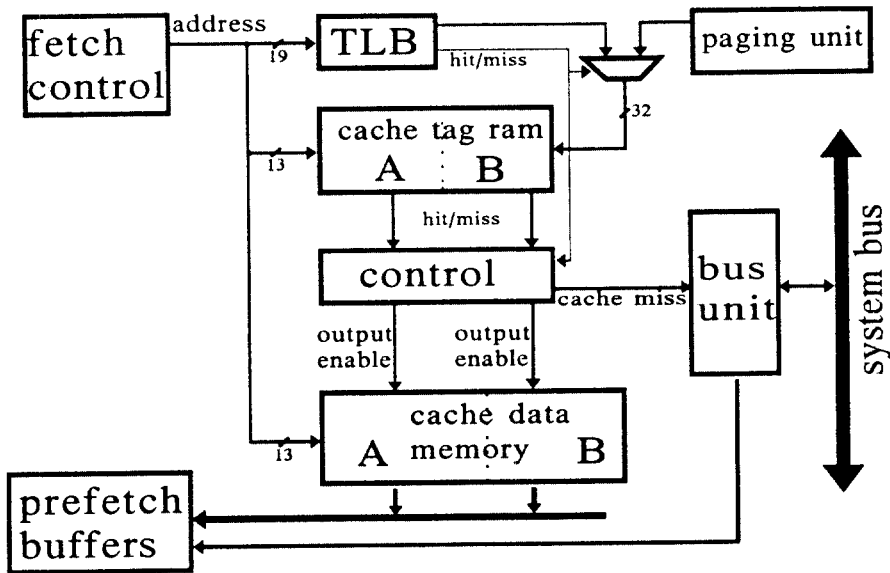 fetch
control
address
19
TLB
hit/miss
paging unit
32
cache tag ram
A B
13
hit/miss
control
cache miss
bus
unit
system bus
output
enable
output
enable
cache data
memory
A B
13
prefetch
buffers